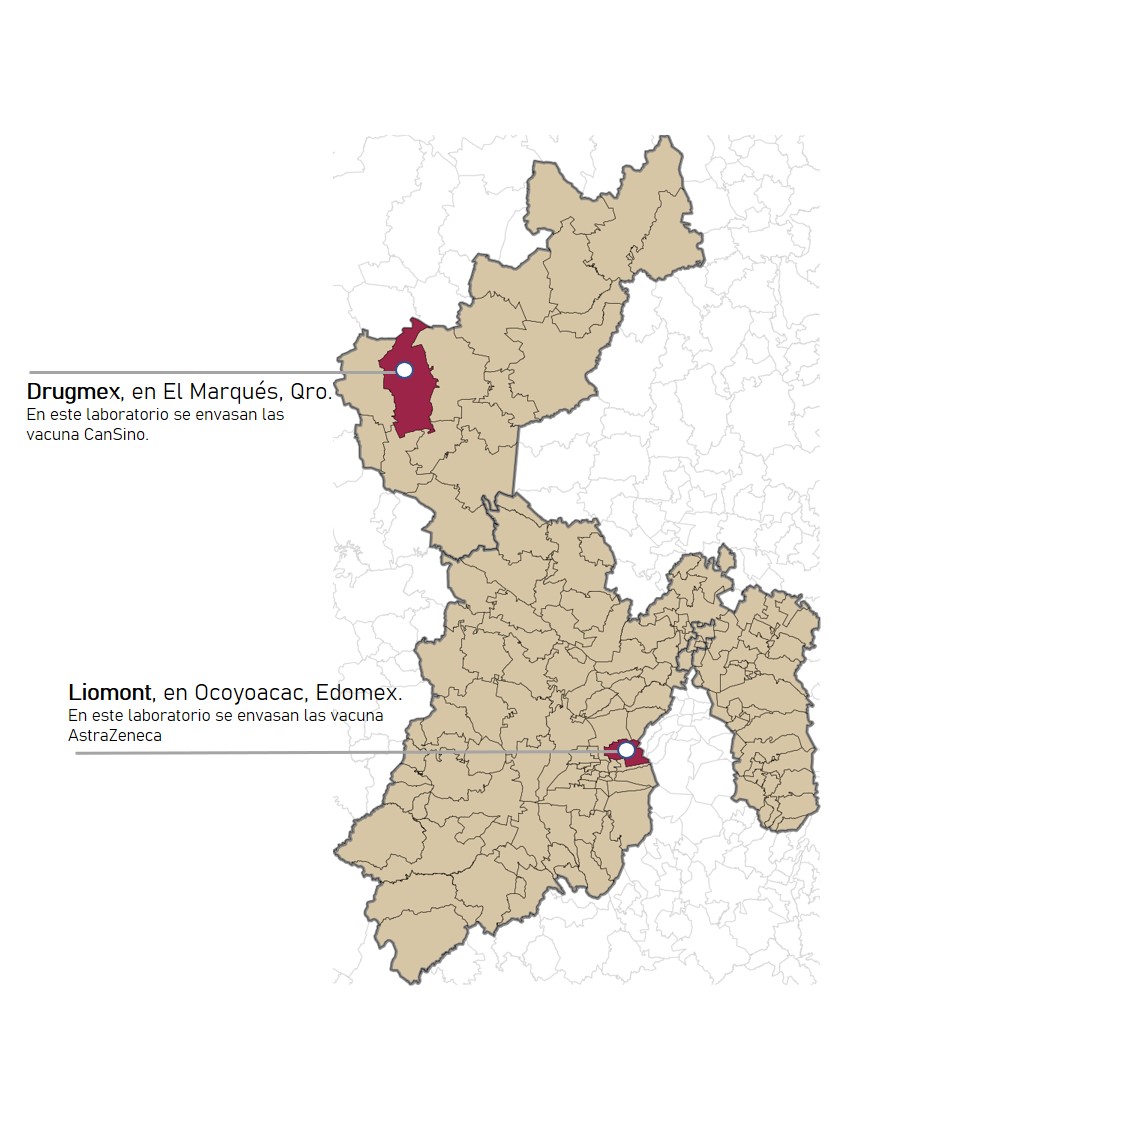 Drugmex, en El Marqués, Qro.
En este laboratorio se envasan las
vacuna CanSino.
Liomont, en Ocoyoacac, Edomex.
En este laboratorio se envasan las vacuna
AstraZeneca